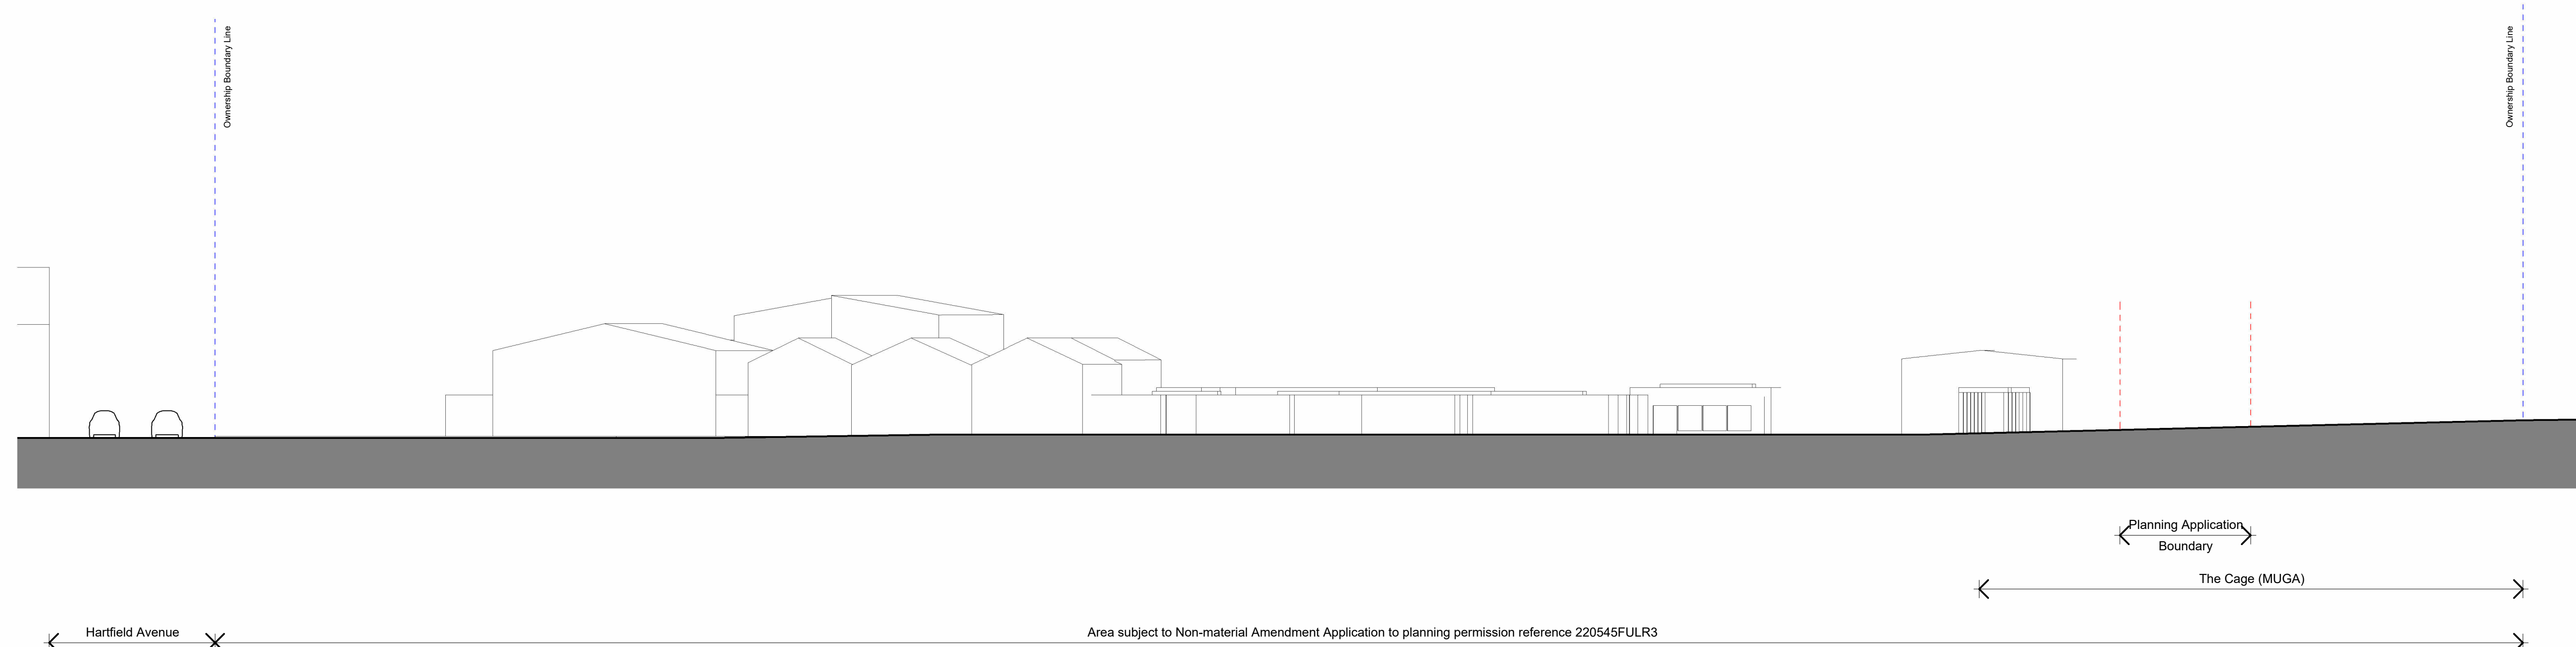 Ownership Boundary Line
Ownership Boundary Line
Planning Application
Boundary
The Cage (MUGA)
Hartfield Avenue
Area subject to Non-material Amendment Application to planning permission reference 220545FULR3